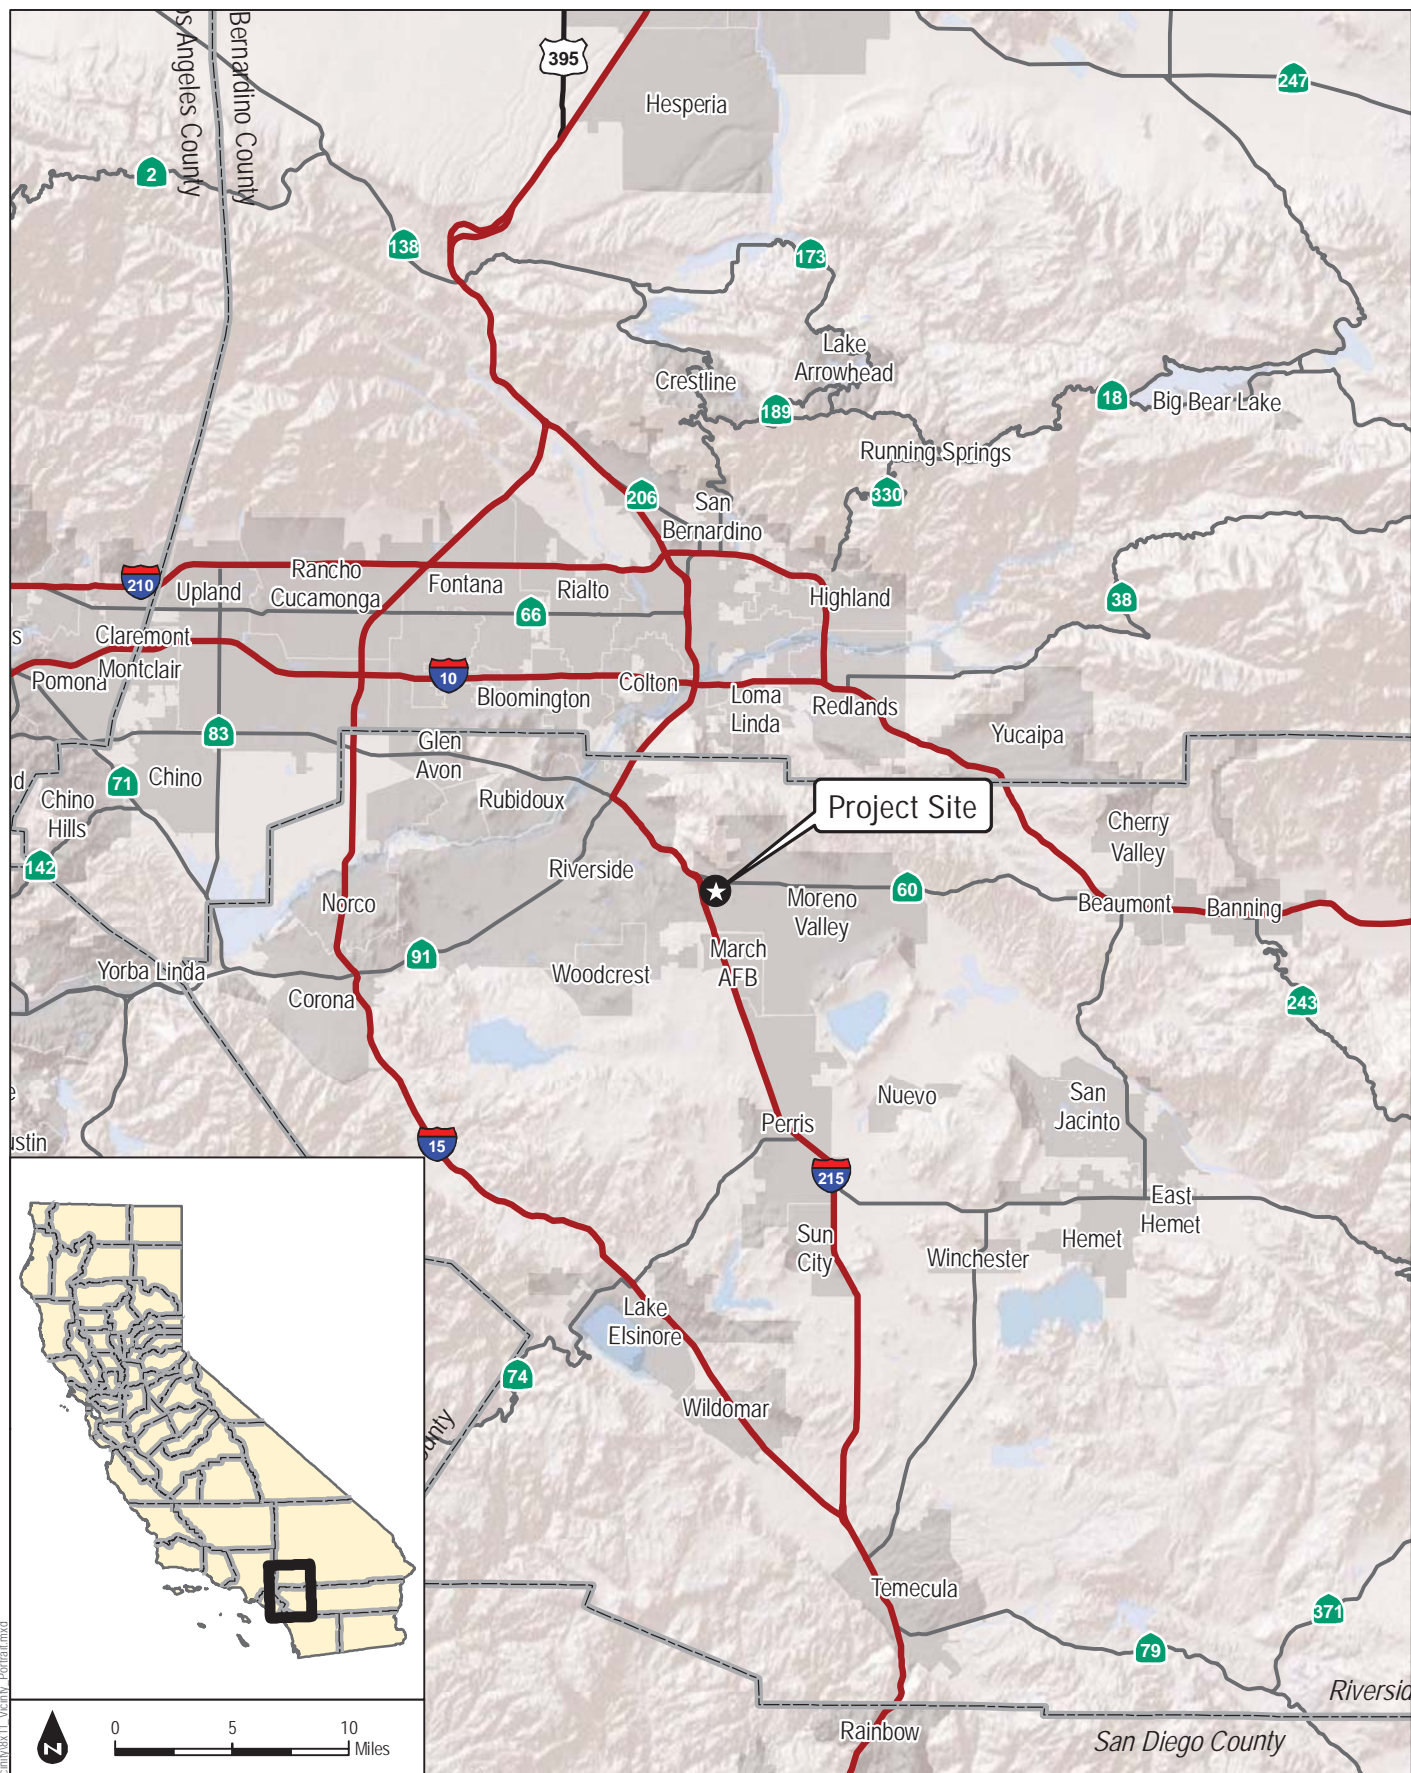 os Angeles County
Bernardino County
395
Hesperia
247
2
138
173
Lake
Arrowhead
Crestline
189
18
Big Bear Lake
Running Springs
330
206
San
Bernardino
210
Upland
Rancho
Cucamonga
Fontana
Rialto
Highland
66
38
s
Claremont
Montclair
Pomona
10
Bloomington
Colton
Loma
Linda
Redlands
83
Glen
Avon
Yucaipa
71
Chino
d
Chino
Hills
Rubidoux
Project Site
Cherry
Valley
142
Riverside
Norco
Moreno
Valley
60
Beaumont
Banning
91
March
AFB
Yorba Linda
Woodcrest
Corona
243
Nuevo
San
Jacinto
Perris
ustin
15
215
East
Hemet
Sun
City
Hemet
Winchester
Lake
Elsinore
74
Wildomar
unty
Temecula
371
79
Riversid
Rainbow
San Diego County
N
0 5 10
Miles